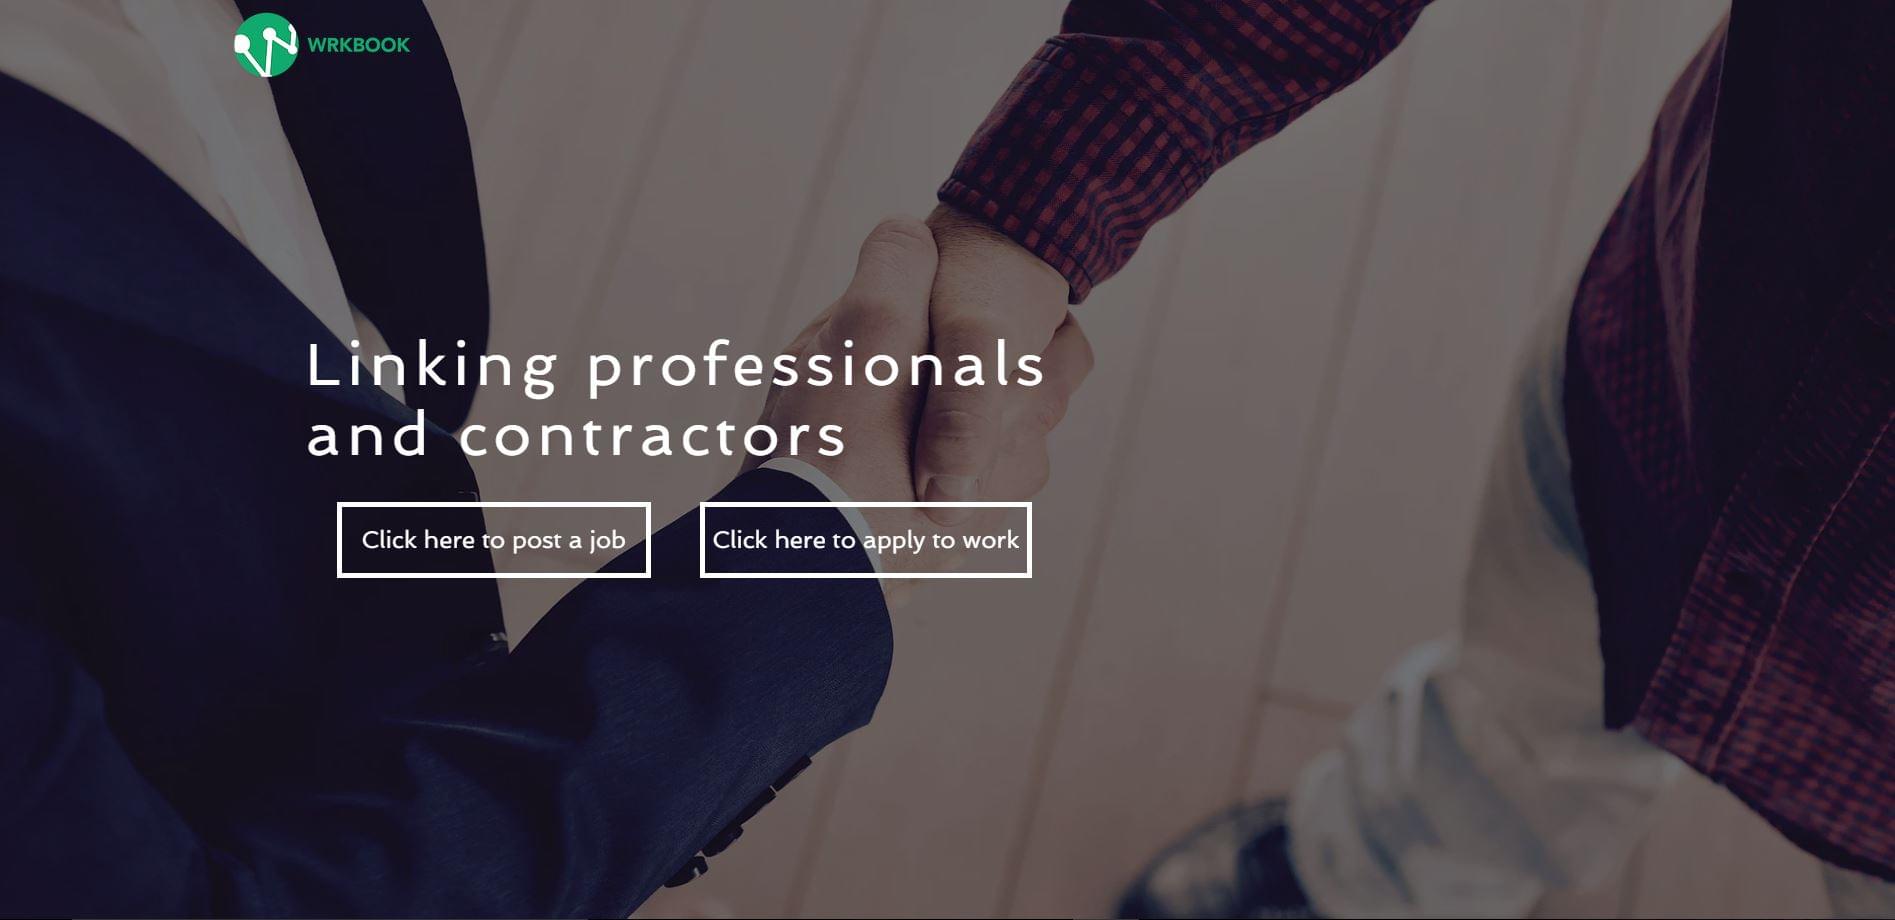 WRKBOOK
Linking professionals
and contractors
Click here to post a job
Click here to apply to work